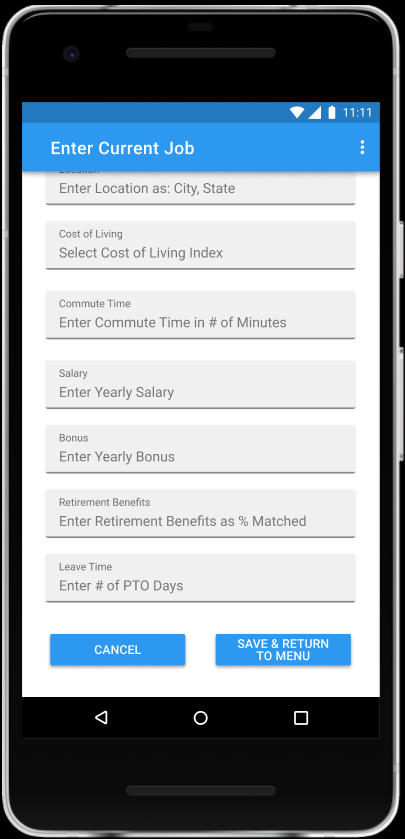 11:11
Enter Current Job
Location
Enter Location as: City, State
Cost of Living
Select Cost of Living Index
Commute Time
Enter Commute Time in # of Minutes
Salary
Enter Yearly Salary
Bonus
Enter Yearly Bonus
Retirement Benefits
Enter Retirement Benefits as % Matched
Leave Time
Enter # of PTO Days
CANCEL
SAVE & RETURN
TO MENU